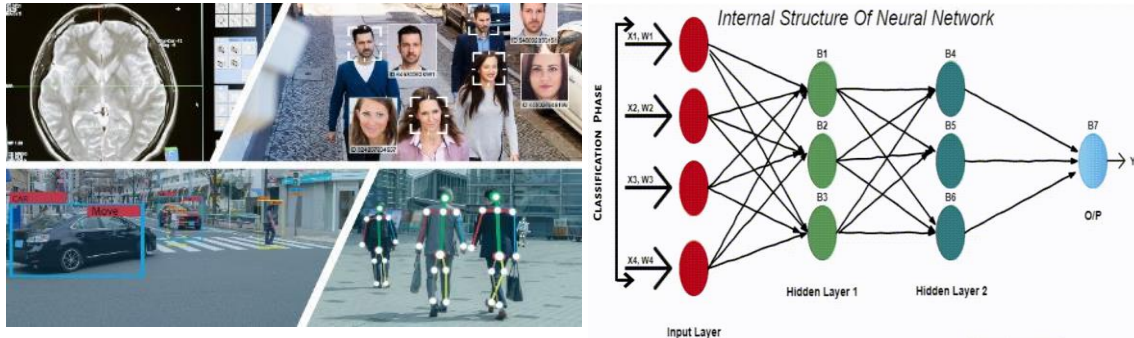 CAR
Move
Internal Structure Of Neural Network
CLASSIFICATION PHASE
X1, W1
X2, W2
X3, W3
X4, W4
B1
B2
B3
B4
B5
B6
B7
Y
O/P
Hidden Layer 1
Hidden Layer 2
Input Layer